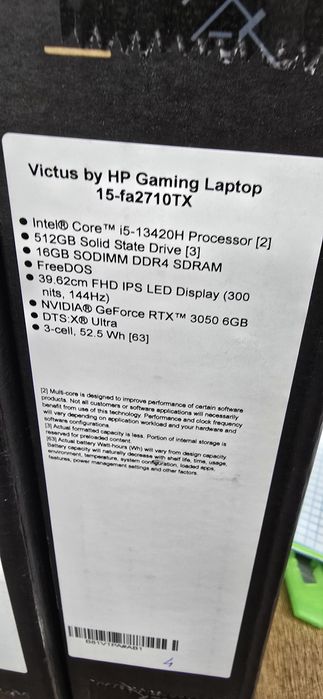 Victus by HP Gaming Laptop
15-fa2710TX
• Intel® Core™ i5-13420H Processor [2]
• 512GB Solid State Drive [3]
• 16GB SODIMM DDR4 SDRAM
• FreeDOS
• 39.62cm FHD IPS LED Display (300
nits, 144Hz)
• NVIDIA® GeForce RTX™ 3050 6GB
• DTS:X® Ultra
• 3-cell, 52.5 Wh [63]
[2] Multi-core is designed to improve performance of certain software
products. Not all customers or software applications will necessarily
benefit from use of this technology. Performance and clock frequency
will vary depending on application workload and your hardware and
software configurations.
[3] Actual formatted capacity is less. Portion of internal storage is
reserved for preloaded content.
[63] Actual battery Watt-hours (Wh) will vary from design capacity.
Battery capacity will naturally decrease with shelf life, time, usage,
environment, temperature, system configuration, loaded apps,
features, power management settings and other factors.
B81V1PA#AB1
4